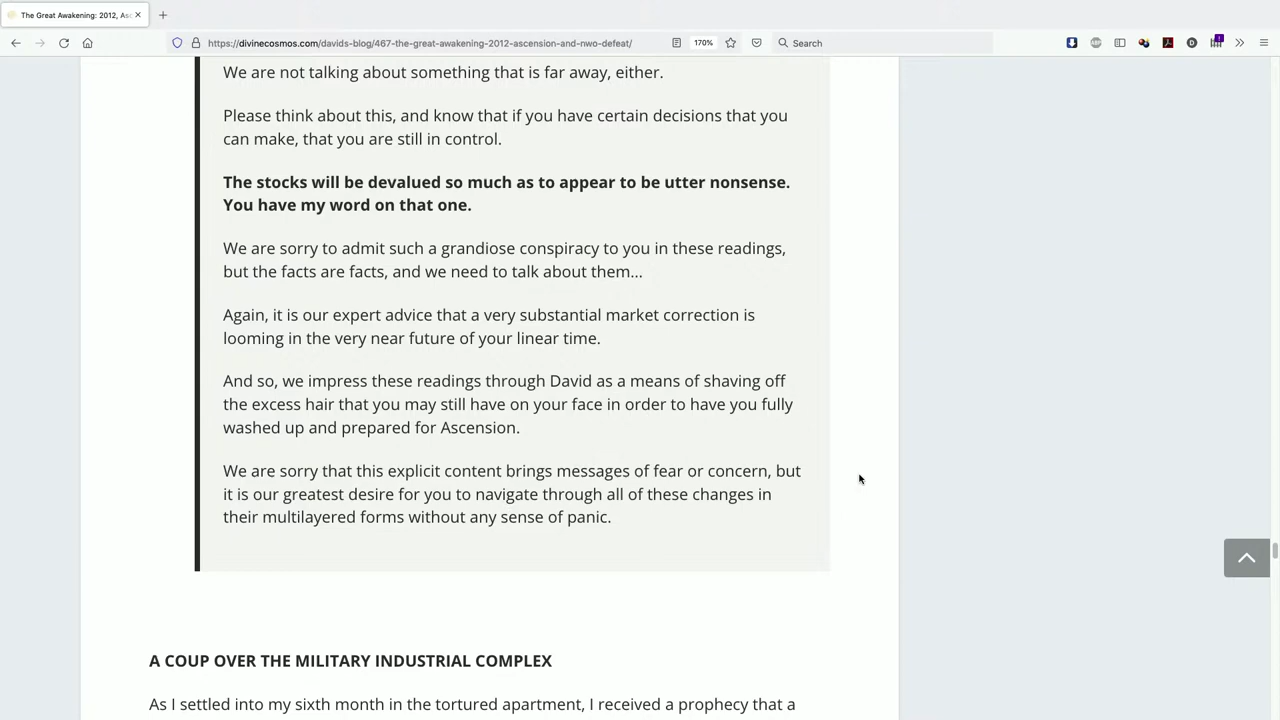 The Great Awakening: 2012, Asc
https://divinecosmos.com/davids-blog/467-the-great-awakening-2012-ascension-and-nwo-defeat/
170%
Search
We are not talking about something that is far away, either.
Please think about this, and know that if you have certain decisions that you
can make, that you are still in control.
The stocks will be devalued so much as to appear to be utter nonsense.
You have my word on that one.
We are sorry to admit such a grandiose conspiracy to you in these readings,
but the facts are facts, and we need to talk about them…
Again, it is our expert advice that a very substantial market correction is
looming in the very near future of your linear time.
And so, we impress these readings through David as a means of shaving off
the excess hair that you may still have on your face in order to have you fully
washed up and prepared for Ascension.
We are sorry that this explicit content brings messages of fear or concern, but
it is our greatest desire for you to navigate through all of these changes in
their multilayered forms without any sense of panic.
A COUP OVER THE MILITARY INDUSTRIAL COMPLEX
As I settled into my sixth month in the tortured apartment, I received a prophecy that a